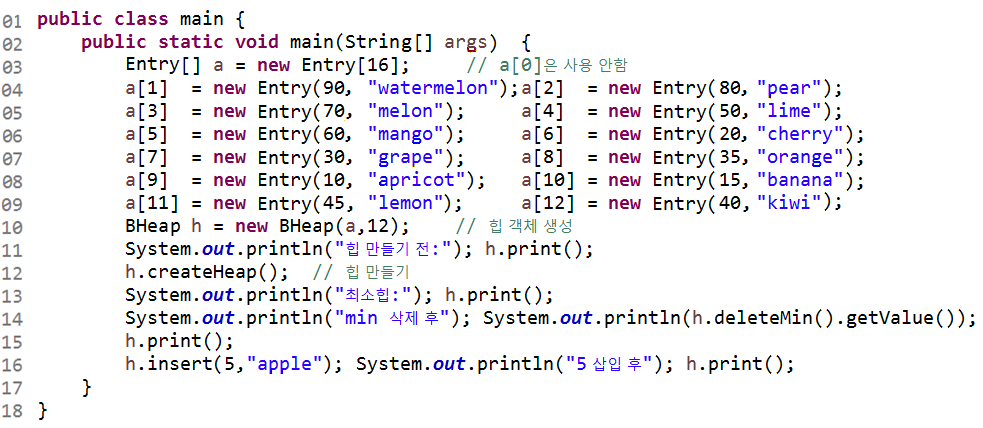 01 public class main {
02     public static void main(String[] args)  {
03         Entry[] a = new Entry[16];     // a[0]은 사용 안함
04         a[1]  = new Entry(90, "watermelon");a[2]  = new Entry(80, "pear");
05         a[3]  = new Entry(70, "melon");     a[4]  = new Entry(50, "lime");
06         a[5]  = new Entry(60, "mango");     a[6]  = new Entry(20, "cherry");
07         a[7]  = new Entry(30, "grape");     a[8]  = new Entry(35, "orange");
08         a[9]  = new Entry(10, "apricot");   a[10] = new Entry(15, "banana");
09         a[11] = new Entry(45, "lemon");     a[12] = new Entry(40, "kiwi");
10         BHeap h = new BHeap(a,12);    // 힙 객체 생성
11         System.out.println("힙 만들기 전:"); h.print();
12         h.createHeap();  // 힙 만들기
13         System.out.println("최소힙:"); h.print();
14         System.out.println("min 삭제 후"); System.out.println(h.deleteMin().getValue());
15         h.print();
16         h.insert(5,"apple"); System.out.println("5 삽입 후"); h.print();
17     }
18 }